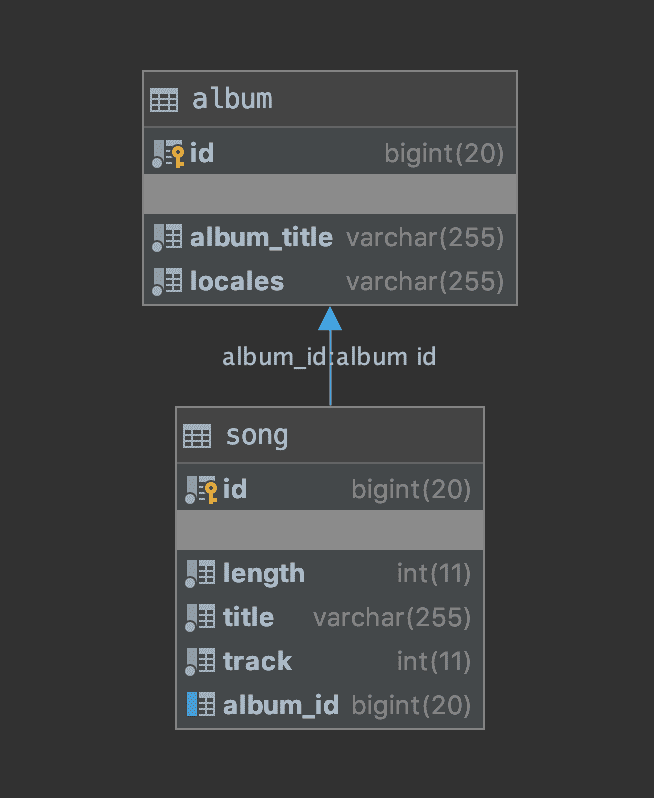 album
id bigint(20)
album_title varchar(255)
locales varchar(255)
album_id:album id
song
id bigint(20)
length int(11)
title varchar(255)
track int(11)
album_id bigint(20)